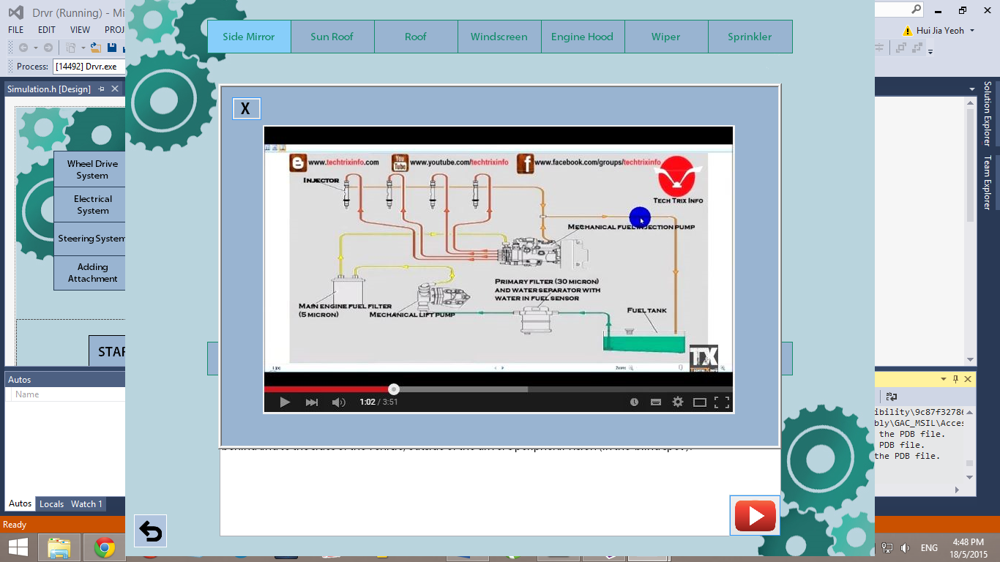 Drvr (Running) - Mi
FILE EDIT VIEW PROJ
Hui Jia Yeoh
Process: [14492] Drvr.exe
Simulation.h [Design]
Wheel Drive
System
Electrical
System
Steering System
Adding
Attachment
STAR
Autos
Name
Autos Locals Watch 1
Ready
Side Mirror Sun Roof Roof Windscreen Engine Hood Wiper Sprinkler
X
www.techtrixinfo.com You Tube www.youtube.com/techtrixinfo www.facebook.com/groups/techtrixinfo
Injector
Tech Trix Info
Mechanical fuel injection pump
Primary filter (30 micron)
and water separator with
water in fuel sensor
Main engine fuel filter
(5 micron)
Mechanical lift pump
Fuel tank
TX
1:02 / 3:51
Solution Explorer
Team Explorer
ibility\9c87f32786
bly\GAC_MSIL\Acces
the PDB file.
PDB file.
the PDB file.
ENG
4:48 PM
18/5/2015